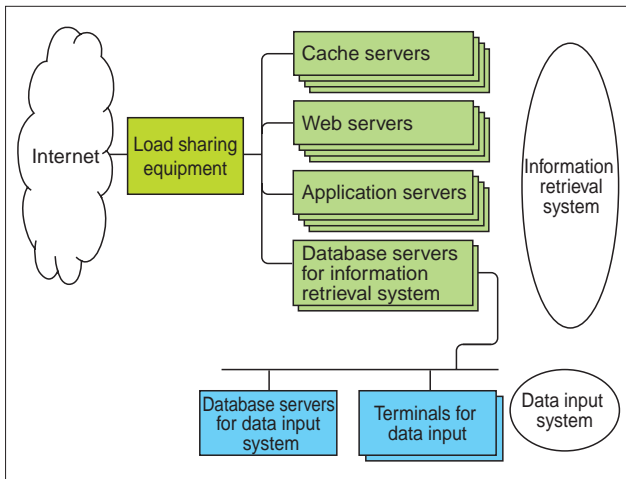 Internet
Load sharing
equipment
Cache servers
Web servers
Application servers
Database servers
for information
retrieval system
Information
retrieval
system
Database servers
for data input
system
Terminals for
data input
Data input
system